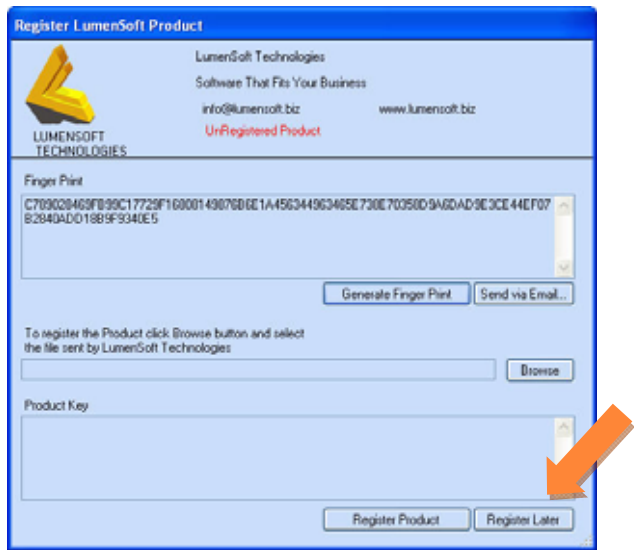 Register LumenSoft Product
LumenSoft Technologies
Software That Fits Your Business
info@lumensoft.biz www.lumensoft.biz
UnRegistered Product
LUMENSOFT
TECHNOLOGIES
Finger Print
Generate Finger Print Send via Email...
To register the Product click Browse button and select
the file sent by LumenSoft Technologies
Browse
Product Key
Register Product Register Later